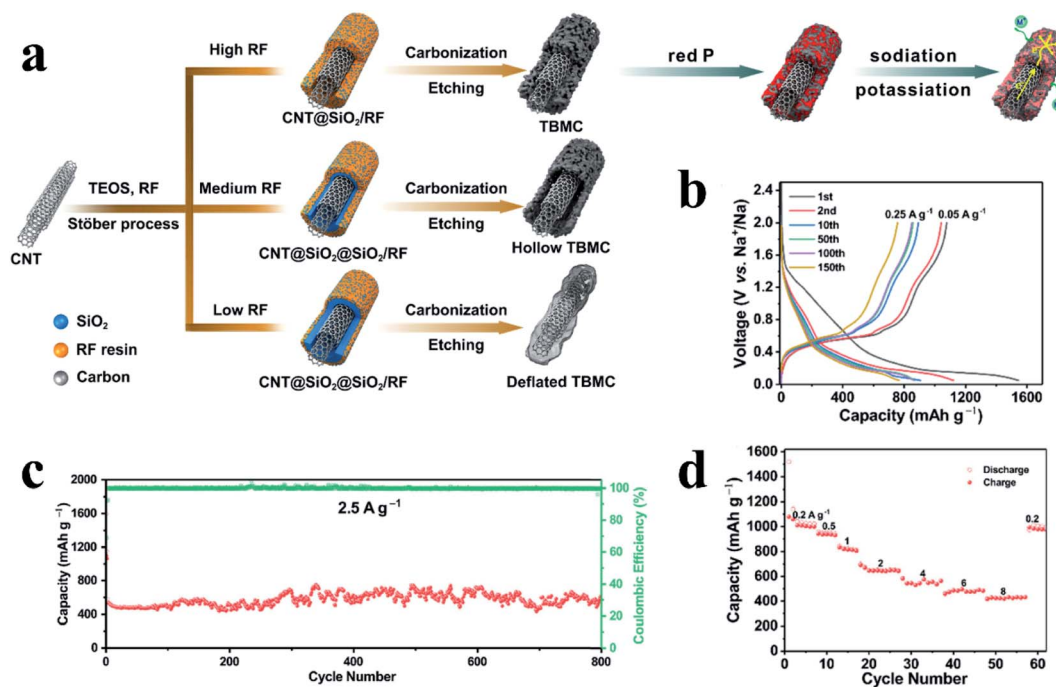 a
High RF
CNT@SiO₂/RF
Carbonization
Etching
TBMC
red P
sodiation
potassiation
M⁺
CNT
TEOS, RF
Stöber process
Medium RF
CNT@SiO₂@SiO₂/RF
Carbonization
Etching
Hollow TBMC
Low RF
CNT@SiO₂@SiO₂/RF
Carbonization
Etching
Deflated TBMC
SiO₂
RF resin
Carbon
b
Voltage (V vs. Na⁺/Na)
2.4
2.0
1.6
1.2
0.8
0.4
0.0
1st
2nd
10th
50th
100th
150th
0.25 A g⁻¹
0.05 A g⁻¹
0 400 800 1200 1600
Capacity (mAh g⁻¹)
c
Capacity (mAh g⁻¹)
2000
1600
1200
800
400
0
2.5 A g⁻¹
100
80
60
40
20
0
Coulombic Efficiency (%)
0 200 400 600 800
Cycle Number
d
Capacity (mAh g⁻¹)
1600
1400
1200
1000
800
600
400
200
0
Discharge
Charge
0.2 A g⁻¹
0.5
1
2
4
6
8
0.2
0 10 20 30 40 50 60
Cycle Number